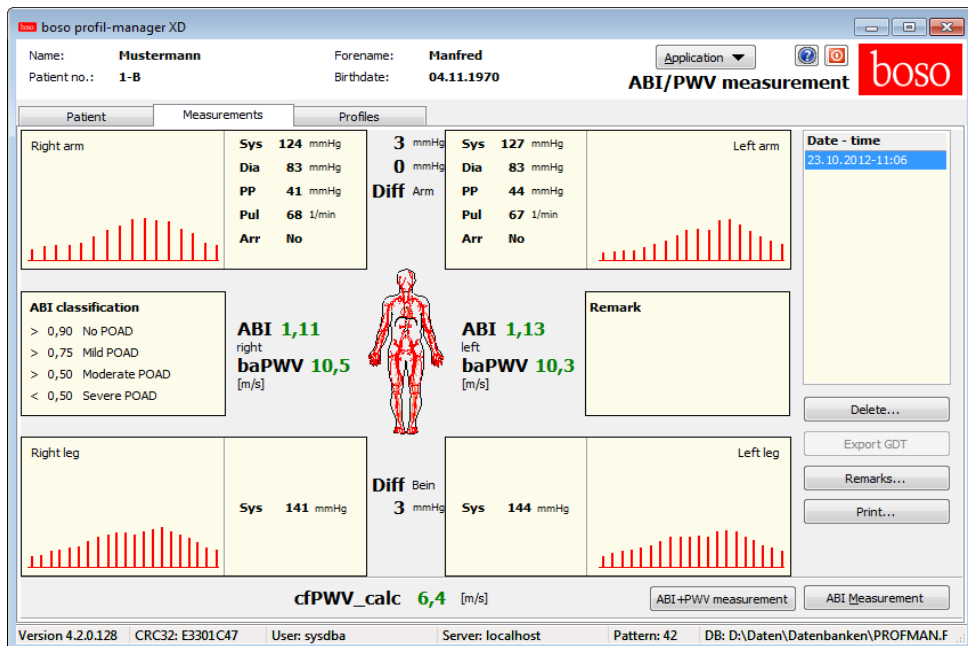 boso boso profil-manager XD
Name: Mustermann Forename: Manfred Application
Patient no.: 1-B Birthdate: 04.11.1970 ABI/PWV measurement boso
Patient Measurements Profiles
Right arm
Sys 124 mmHg
Dia 83 mmHg
PP 41 mmHg
Pul 68 1/min
Arr No
3 mmHg
0 mmHg
Diff Arm
Sys 127 mmHg
Dia 83 mmHg
PP 44 mmHg
Pul 67 1/min
Arr No
Left arm
Date - time
23.10.2012-11:06
ABI classification
> 0,90 No POAD
> 0,75 Mild POAD
> 0,50 Moderate POAD
< 0,50 Severe POAD
ABI 1,11
right
baPWV 10,5
[m/s]
ABI 1,13
left
baPWV 10,3
[m/s]
Remark
Delete...
Export GDT
Remarks...
Print...
Right leg
Sys 141 mmHg
Diff Bein
3 mmHg
Sys 144 mmHg
Left leg
cfPWV_calc 6,4 [m/s]
ABI+PWV measurement ABI Measurement
Version 4.2.0.128 CRC32: E3301C47 User: sysdba Server: localhost Pattern: 42 DB: D:\Daten\Datenbanken\PROFMAN.F